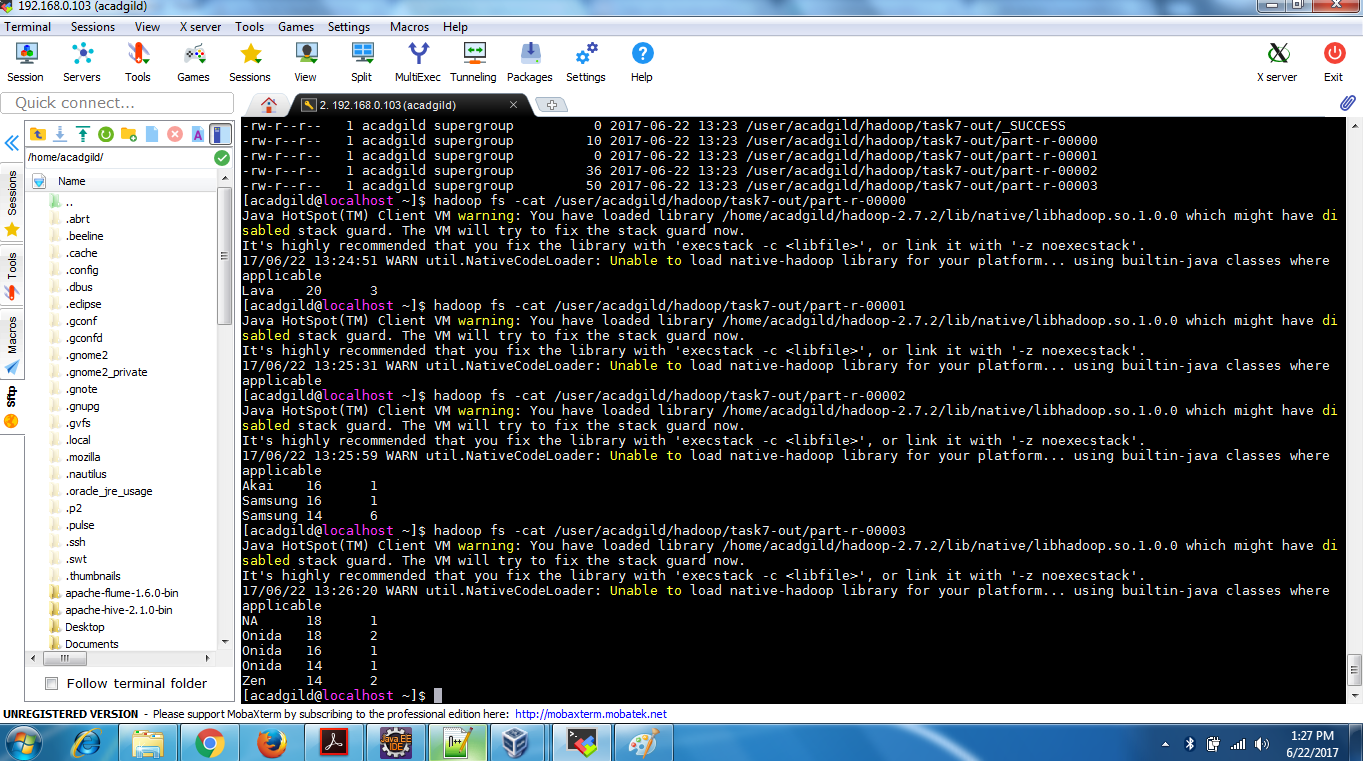 192.168.0.103 (acadgild)
Terminal Sessions View X server Tools Games Settings Macros Help
Session Servers Tools Games Sessions View Split MultiExec Tunneling Packages Settings Help X server Exit
Quick connect...
2. 192.168.0.103 (acadgild)
/home/acadgild/
Name
..
.abrt
.beeline
.cache
.config
.dbus
.eclipse
.gconf
.gconfd
.gnome2
.gnome2_private
.gnote
.gnupg
.gvfs
.local
.mozilla
.nautilus
.oracle_jre_usage
.p2
.pulse
.ssh
.swt
.thumbnails
apache-flume-1.6.0-bin
apache-hive-2.1.0-bin
Desktop
Documents
Follow terminal folder
Sessions
Tools
Macros
Sftp
-rw-r--r-- 1 acadgild supergroup 0 2017-06-22 13:23 /user/acadgild/hadoop/task7-out/_SUCCESS
-rw-r--r-- 1 acadgild supergroup 10 2017-06-22 13:23 /user/acadgild/hadoop/task7-out/part-r-00000
-rw-r--r-- 1 acadgild supergroup 0 2017-06-22 13:23 /user/acadgild/hadoop/task7-out/part-r-00001
-rw-r--r-- 1 acadgild supergroup 36 2017-06-22 13:23 /user/acadgild/hadoop/task7-out/part-r-00002
-rw-r--r-- 1 acadgild supergroup 50 2017-06-22 13:23 /user/acadgild/hadoop/task7-out/part-r-00003
[acadgild@localhost ~]$ hadoop fs -cat /user/acadgild/hadoop/task7-out/part-r-00000
Java HotSpot(TM) Client VM warning: You have loaded library /home/acadgild/hadoop-2.7.2/lib/native/libhadoop.so.1.0.0 which might have di
sabled stack guard. The VM will try to fix the stack guard now.
It's highly recommended that you fix the library with 'execstack -c <libfile>', or link it with '-z noexecstack'.
17/06/22 13:24:51 WARN util.NativeCodeLoader: Unable to load native-hadoop library for your platform... using builtin-java classes where
applicable
Lava 20 3
[acadgild@localhost ~]$ hadoop fs -cat /user/acadgild/hadoop/task7-out/part-r-00001
Java HotSpot(TM) Client VM warning: You have loaded library /home/acadgild/hadoop-2.7.2/lib/native/libhadoop.so.1.0.0 which might have di
sabled stack guard. The VM will try to fix the stack guard now.
It's highly recommended that you fix the library with 'execstack -c <libfile>', or link it with '-z noexecstack'.
17/06/22 13:25:31 WARN util.NativeCodeLoader: Unable to load native-hadoop library for your platform... using builtin-java classes where
applicable
[acadgild@localhost ~]$ hadoop fs -cat /user/acadgild/hadoop/task7-out/part-r-00002
Java HotSpot(TM) Client VM warning: You have loaded library /home/acadgild/hadoop-2.7.2/lib/native/libhadoop.so.1.0.0 which might have di
sabled stack guard. The VM will try to fix the stack guard now.
It's highly recommended that you fix the library with 'execstack -c <libfile>', or link it with '-z noexecstack'.
17/06/22 13:25:59 WARN util.NativeCodeLoader: Unable to load native-hadoop library for your platform... using builtin-java classes where
applicable
Akai 16 1
Samsung 16 1
Samsung 14 6
[acadgild@localhost ~]$ hadoop fs -cat /user/acadgild/hadoop/task7-out/part-r-00003
Java HotSpot(TM) Client VM warning: You have loaded library /home/acadgild/hadoop-2.7.2/lib/native/libhadoop.so.1.0.0 which might have di
sabled stack guard. The VM will try to fix the stack guard now.
It's highly recommended that you fix the library with 'execstack -c <libfile>', or link it with '-z noexecstack'.
17/06/22 13:26:20 WARN util.NativeCodeLoader: Unable to load native-hadoop library for your platform... using builtin-java classes where
applicable
NA 18 1
Onida 18 2
Onida 16 1
Onida 14 1
Zen 14 2
[acadgild@localhost ~]$
UNREGISTERED VERSION - Please support MobaXterm by subscribing to the professional edition here: http://mobaxterm.mobatek.net
Java EE
IDE
1:27 PM
6/22/2017